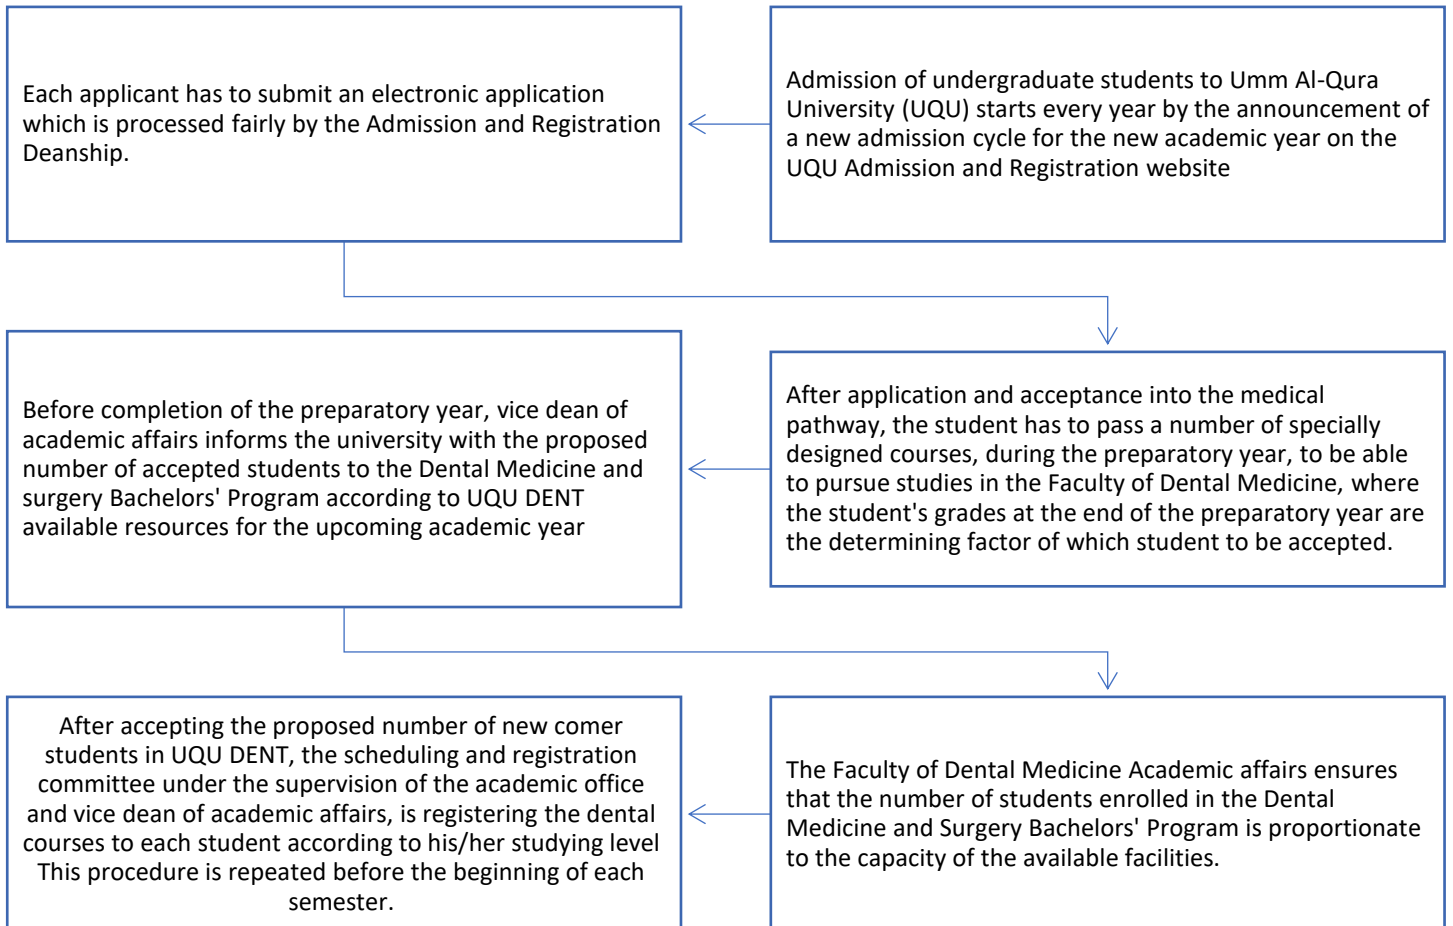 Admission of undergraduate students to Umm Al-Qura
University (UQU) starts every year by the announcement of
a new admission cycle for the new academic year on the
UQU Admission and Registration website
Each applicant has to submit an electronic application
which is processed fairly by the Admission and Registration
Deanship.
After application and acceptance into the medical
pathway, the student has to pass a number of specially
designed courses, during the preparatory year, to be able
to pursue studies in the Faculty of Dental Medicine, where
the student's grades at the end of the preparatory year are
the determining factor of which student to be accepted.
Before completion of the preparatory year, vice dean of
academic affairs informs the university with the proposed
number of accepted students to the Dental Medicine and
surgery Bachelors' Program according to UQU DENT
available resources for the upcoming academic year
The Faculty of Dental Medicine Academic affairs ensures
that the number of students enrolled in the Dental
Medicine and Surgery Bachelors' Program is proportionate
to the capacity of the available facilities.
After accepting the proposed number of new comer
students in UQU DENT, the scheduling and registration
committee under the supervision of the academic office
and vice dean of academic affairs, is registering the dental
courses to each student according to his/her studying level
This procedure is repeated before the beginning of each
semester.